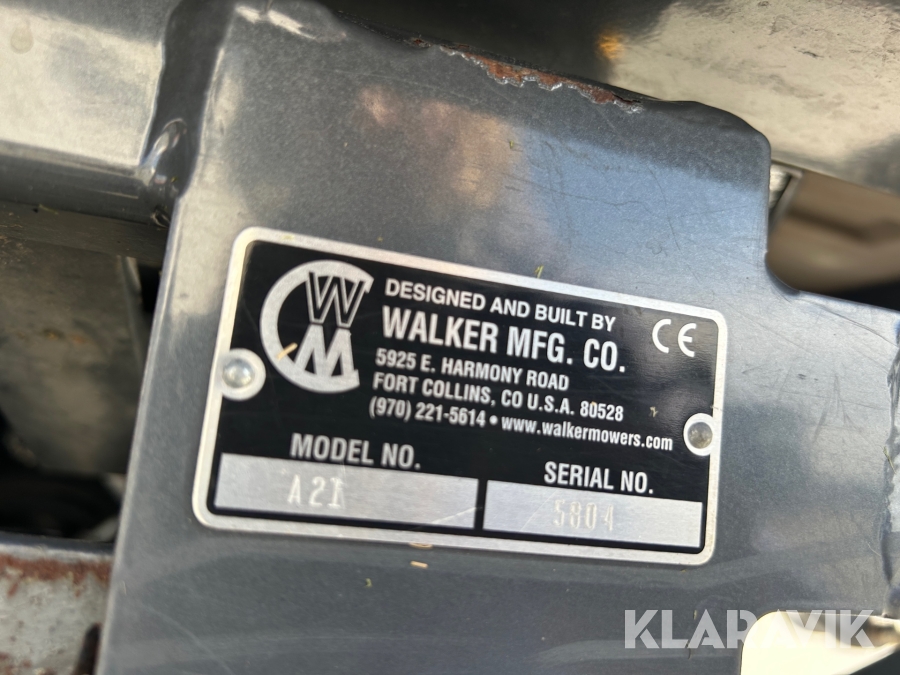 WM
DESIGNED AND BUILT BY
WALKER MFG. CO.
CE
5925 E. HARMONY ROAD
FORT COLLINS, CO U.S.A. 80528
(970) 221-5614 • www.walkermowers.com
MODEL NO.
A2I
SERIAL NO.
5804
KLARAVIK